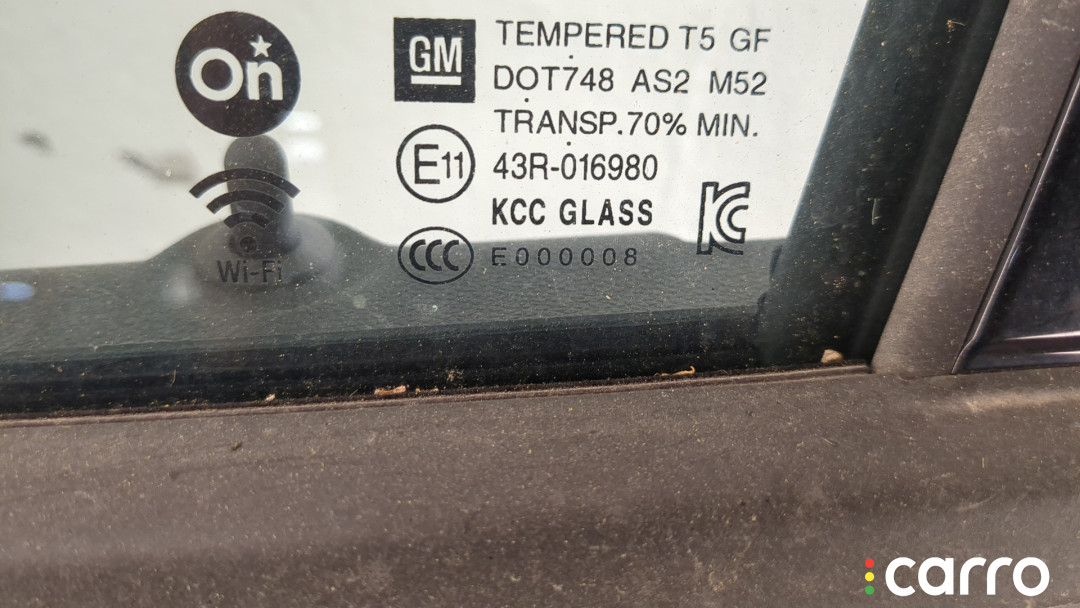 On
Wi-Fi
GM
TEMPERED T5 GF
DOT748 AS2 M52
TRANSP.70% MIN.
E11 43R-016980
KCC GLASS
CCC E000008
KC
carro